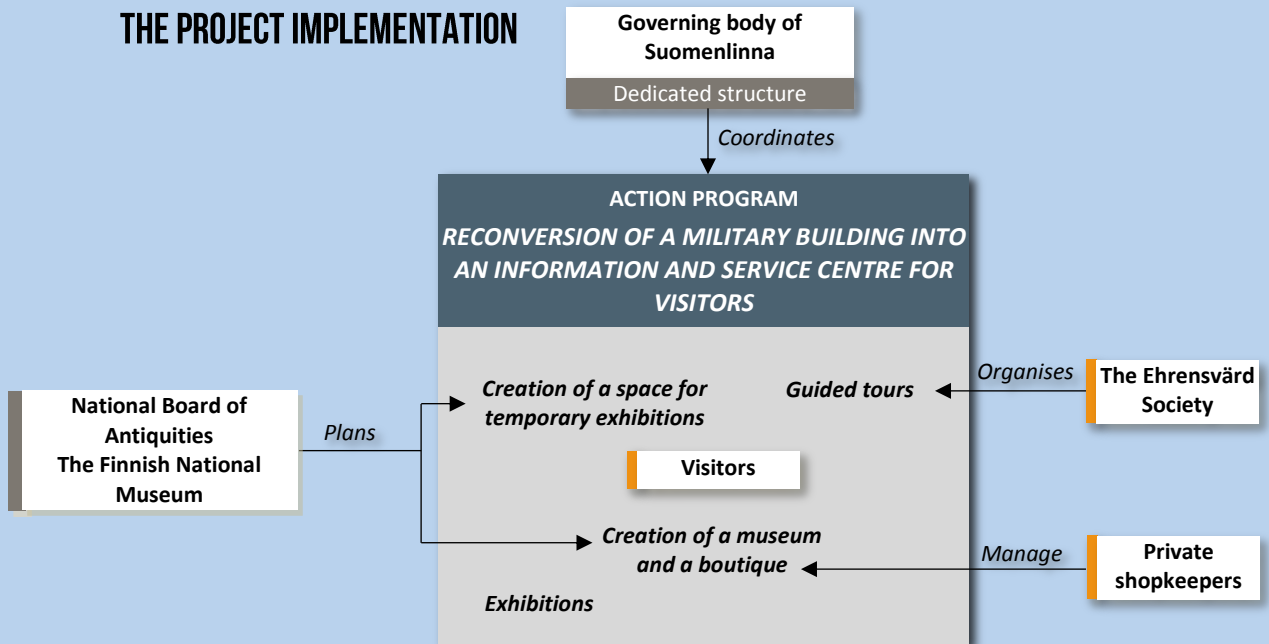 THE PROJECT IMPLEMENTATION
Governing body of
Suomenlinna
Dedicated structure
Coordinates
ACTION PROGRAM
RECONVERSION OF A MILITARY BUILDING INTO
AN INFORMATION AND SERVICE CENTRE FOR
VISITORS
National Board of
Antiquities
The Finnish National
Museum
Plans
Creation of a space for
temporary exhibitions
Guided tours
Organises
The Ehrensvärd
Society
Visitors
Creation of a museum
and a boutique
Manage
Private
shopkeepers
Exhibitions